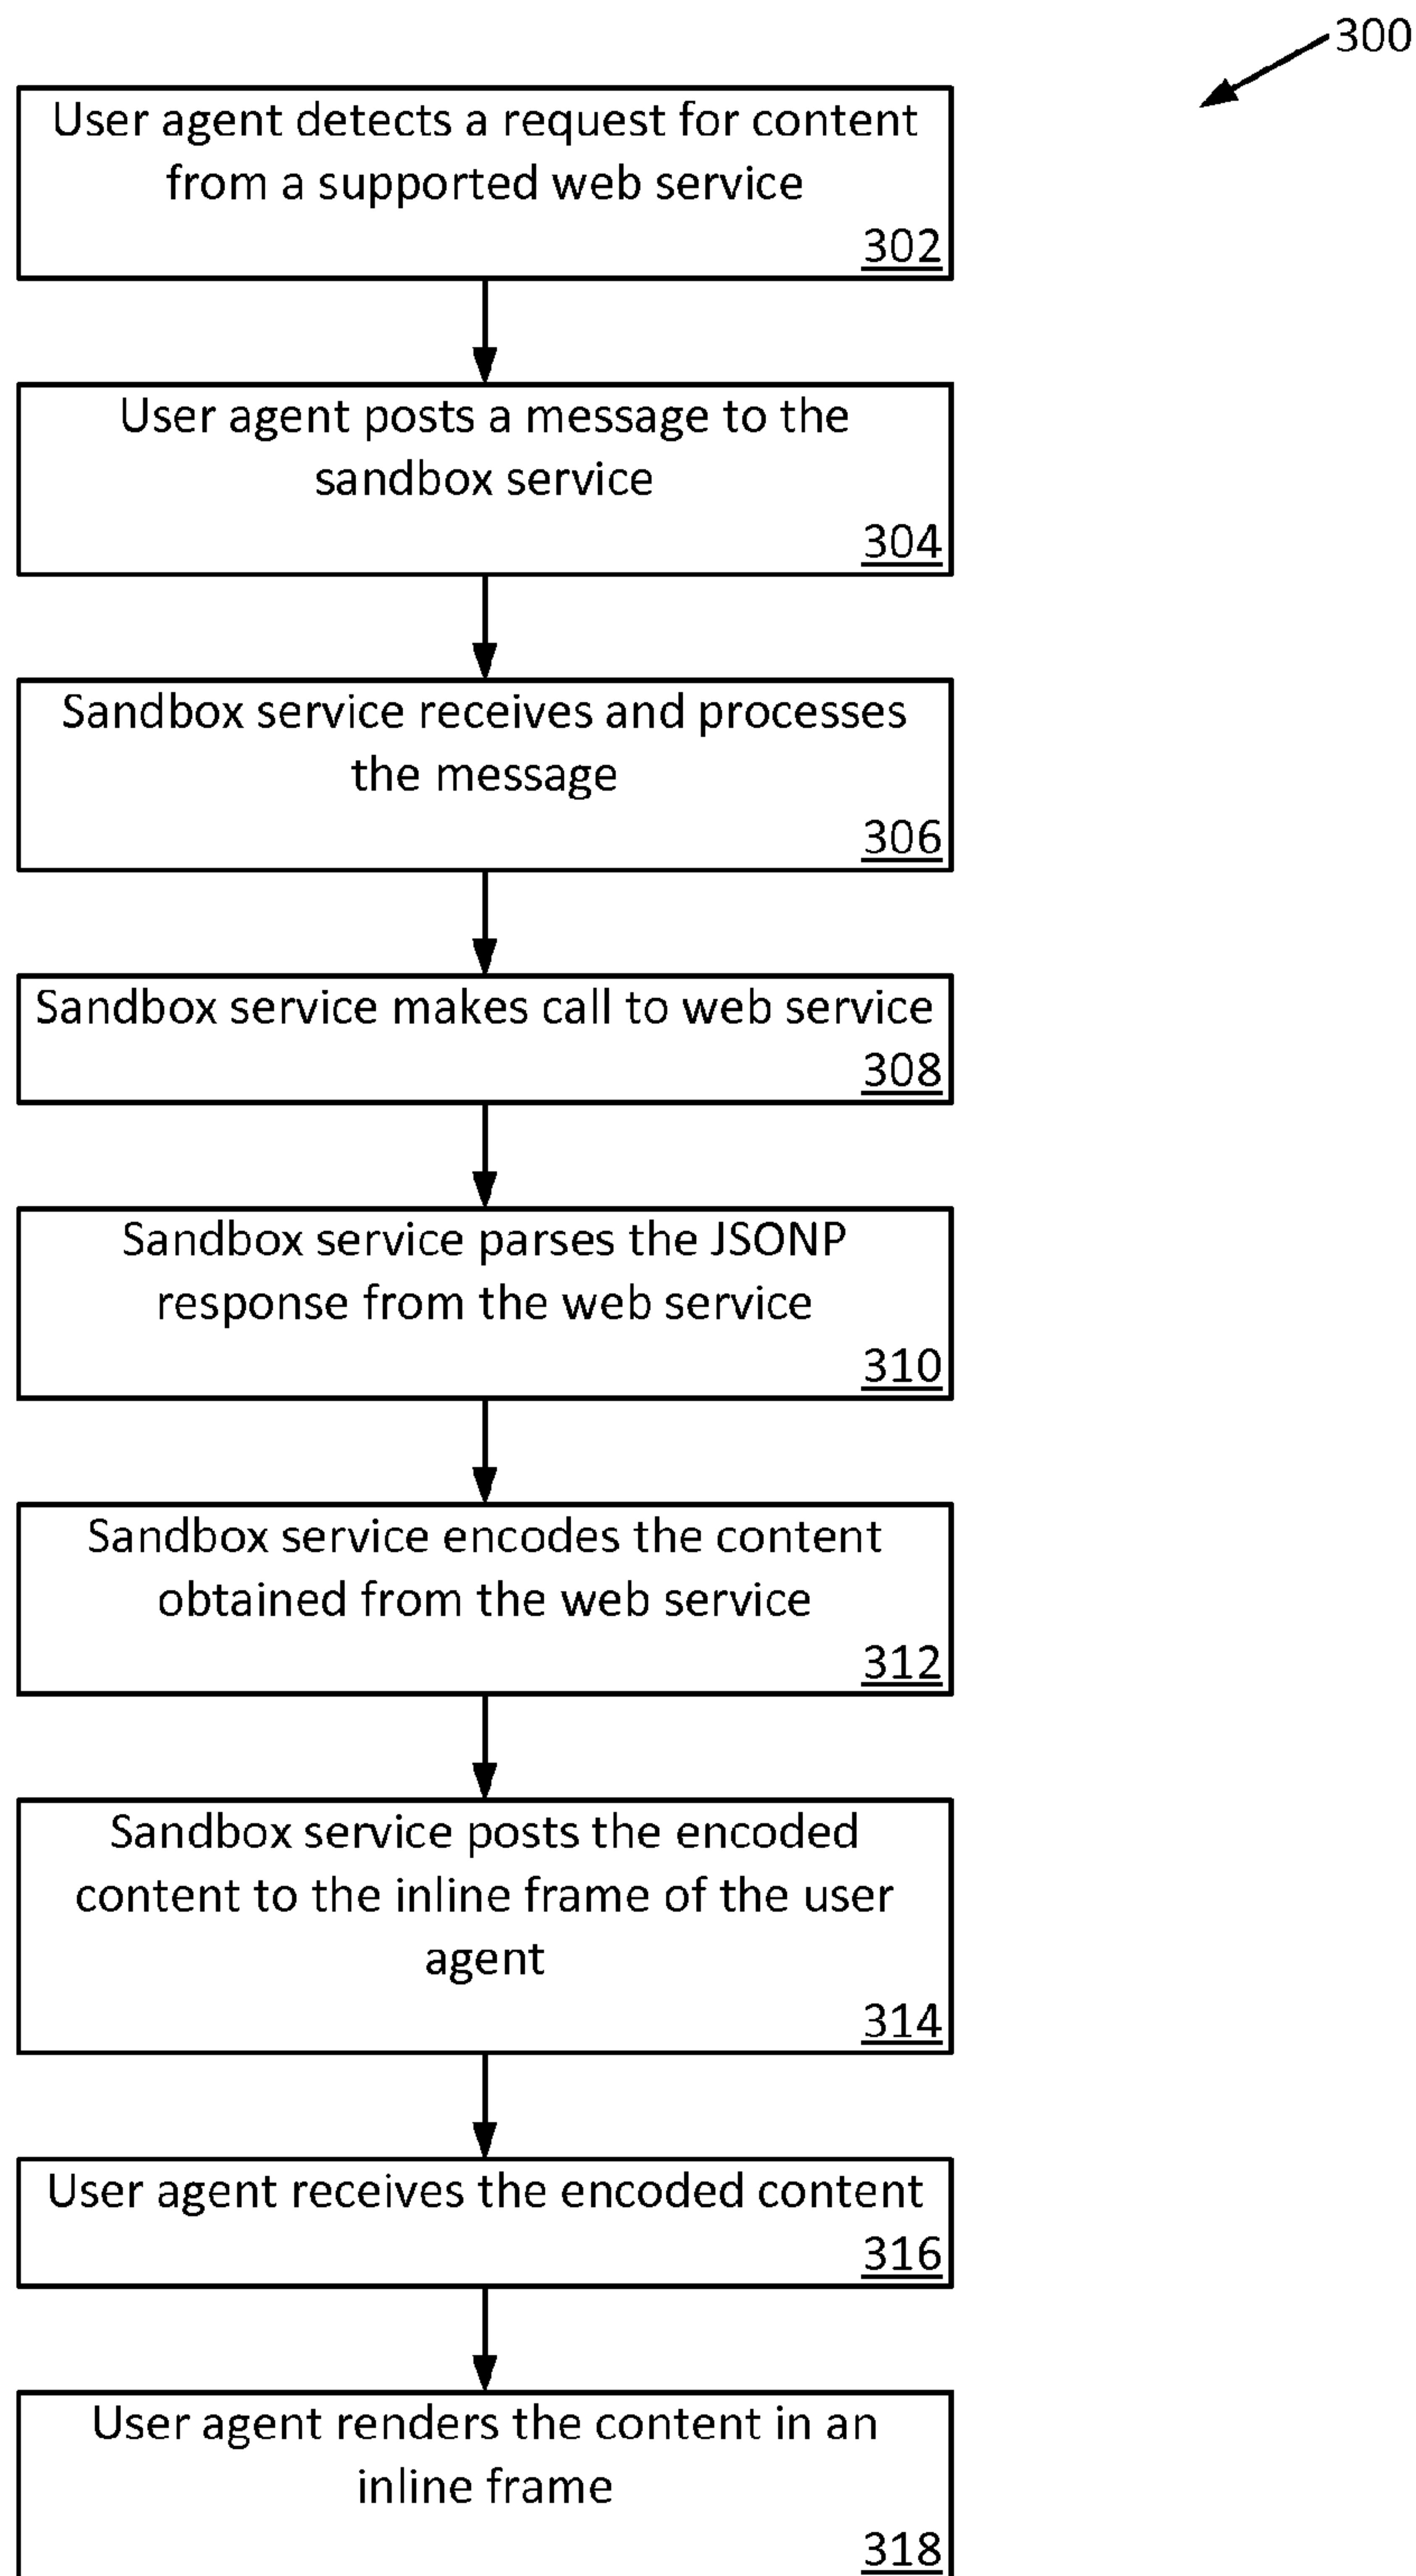 300
User agent detects a request for content
from a supported web service
302
User agent posts a message to the
sandbox service
304
Sandbox service receives and processes
the message
306
Sandbox service makes call to web service
308
Sandbox service parses the JSONP
response from the web service
310
Sandbox service encodes the content
obtained from the web service
312
Sandbox service posts the encoded
content to the inline frame of the user
agent
314
User agent receives the encoded content
316
User agent renders the content in an
inline frame
318